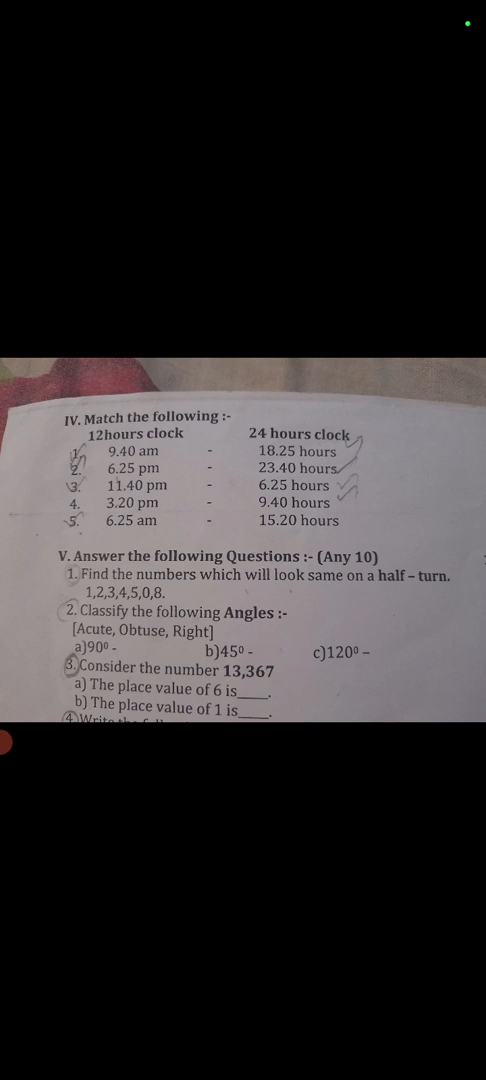 IV. Match the following :-
12hours clock 24 hours clock
1. 9.40 am - 18.25 hours
2. 6.25 pm - 23.40 hours
3. 11.40 pm - 6.25 hours
4. 3.20 pm - 9.40 hours
5. 6.25 am - 15.20 hours
V. Answer the following Questions :- (Any 10)
1. Find the numbers which will look same on a half – turn.
1,2,3,4,5,0,8.
2. Classify the following Angles :-
[Acute, Obtuse, Right]
a)90⁰ - b)45⁰ - c)120⁰ –
3. Consider the number 13,367
a) The place value of 6 is____.
b) The place value of 1 is____.
4. Write the